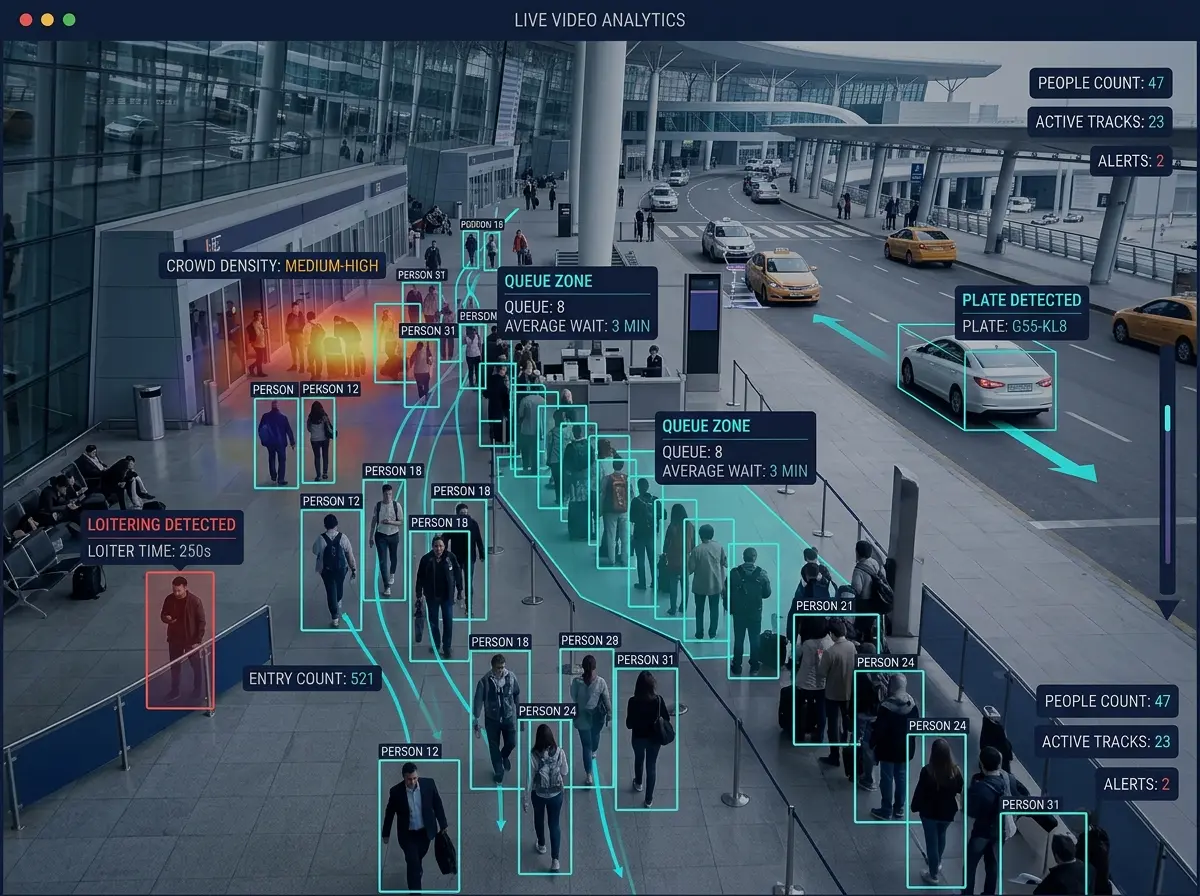 LIVE VIDEO ANALYTICS
PEOPLE COUNT: 47
ACTIVE TRACKS: 23
ALERTS: 2
PERSON 31
CROWD DENSITY: MEDIUM-HIGH
QUEUE ZONE
QUEUE: 8
AVERAGE WAIT: 3 MIN
PLATE DETECTED
PLATE: G55-KL8
PERSON 31
PERSON
PERSON 12
QUEUE ZONE
QUEUE: 8
AVERAGE WAIT: 3 MIN
PERSON 18
PERSON 12
PERSON 18
PERSON 18
LOITERING DETECTED
LOITER TIME: 250s
PERSON 21
PERSON 18
PERSON 28
PERSON 31
PERSON 24
ENTRY COUNT: 521
PERSON 24
PERSON 24
PERSON 12
PEOPLE COUNT: 47
ACTIVE TRACKS: 23
ALERTS: 2
PERSON 31